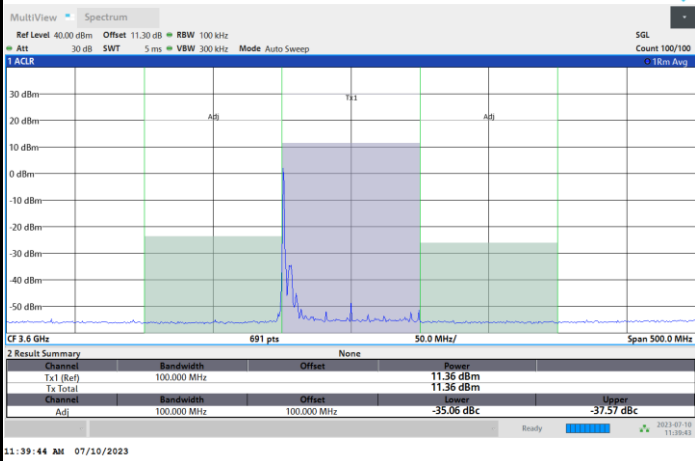 MultiView Spectrum
Ref Level 40.00 dBm Offset 11.30 dB RBW 100 kHz SGL
Att 30 dB SWT 5 ms VBW 300 kHz Mode Auto Sweep Count 100/100
1 ACLR 1Rm Avg
30 dBm
Tx1
20 dBm
Adj Adj
10 dBm
0 dBm
-10 dBm
-20 dBm
-30 dBm
-40 dBm
-50 dBm
CF 3.6 GHz 691 pts 50.0 MHz/ Span 500.0 MHz
2 Result Summary None
Channel Bandwidth Offset Power
Tx1 (Ref) 100.000 MHz 11.36 dBm
Tx Total 11.36 dBm
Channel Bandwidth Offset Lower Upper
Adj 100.000 MHz 100.000 MHz -35.06 dBc -37.57 dBc
Ready 2023-07-10
11:39:43
11:39:44 AM 07/10/2023